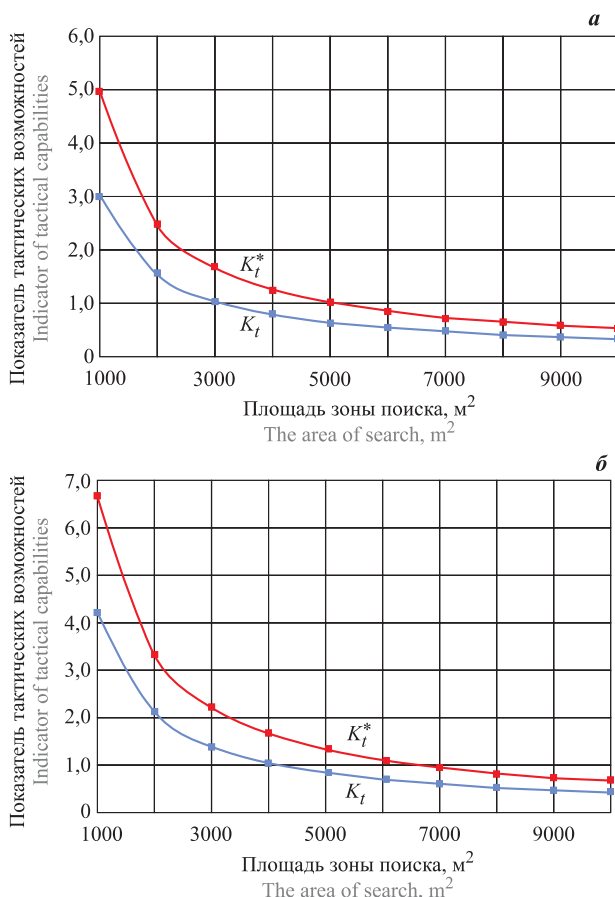 а
Показатель тактических возможностей
Indicator of tactical capabilities
6,0
5,0
4,0
3,0
2,0
1,0
0
K*t
Kt
1000 3000 5000 7000 9000
Площадь зоны поиска, м²
The area of search, m²
б
Показатель тактических возможностей
Indicator of tactical capabilities
7,0
6,0
5,0
4,0
3,0
2,0
1,0
0
K*t
Kt
1000 3000 5000 7000 9000
Площадь зоны поиска, м²
The area of search, m²